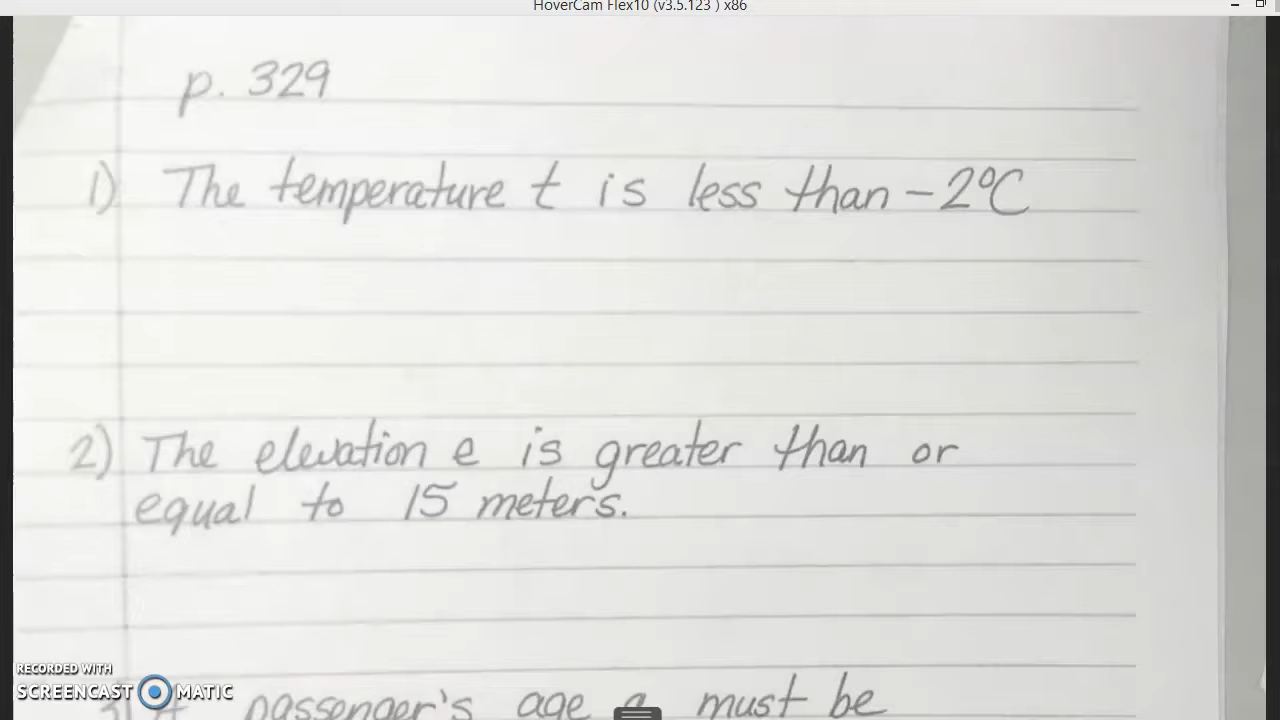 HoverCam Flex10 (v3.5.123 ) x86
p. 329
1) The temperature t is less than -2°C
2) The elevation e is greater than or
equal to 15 meters.
3) A passenger's age a must be
RECORDED WITH
SCREENCAST MATIC